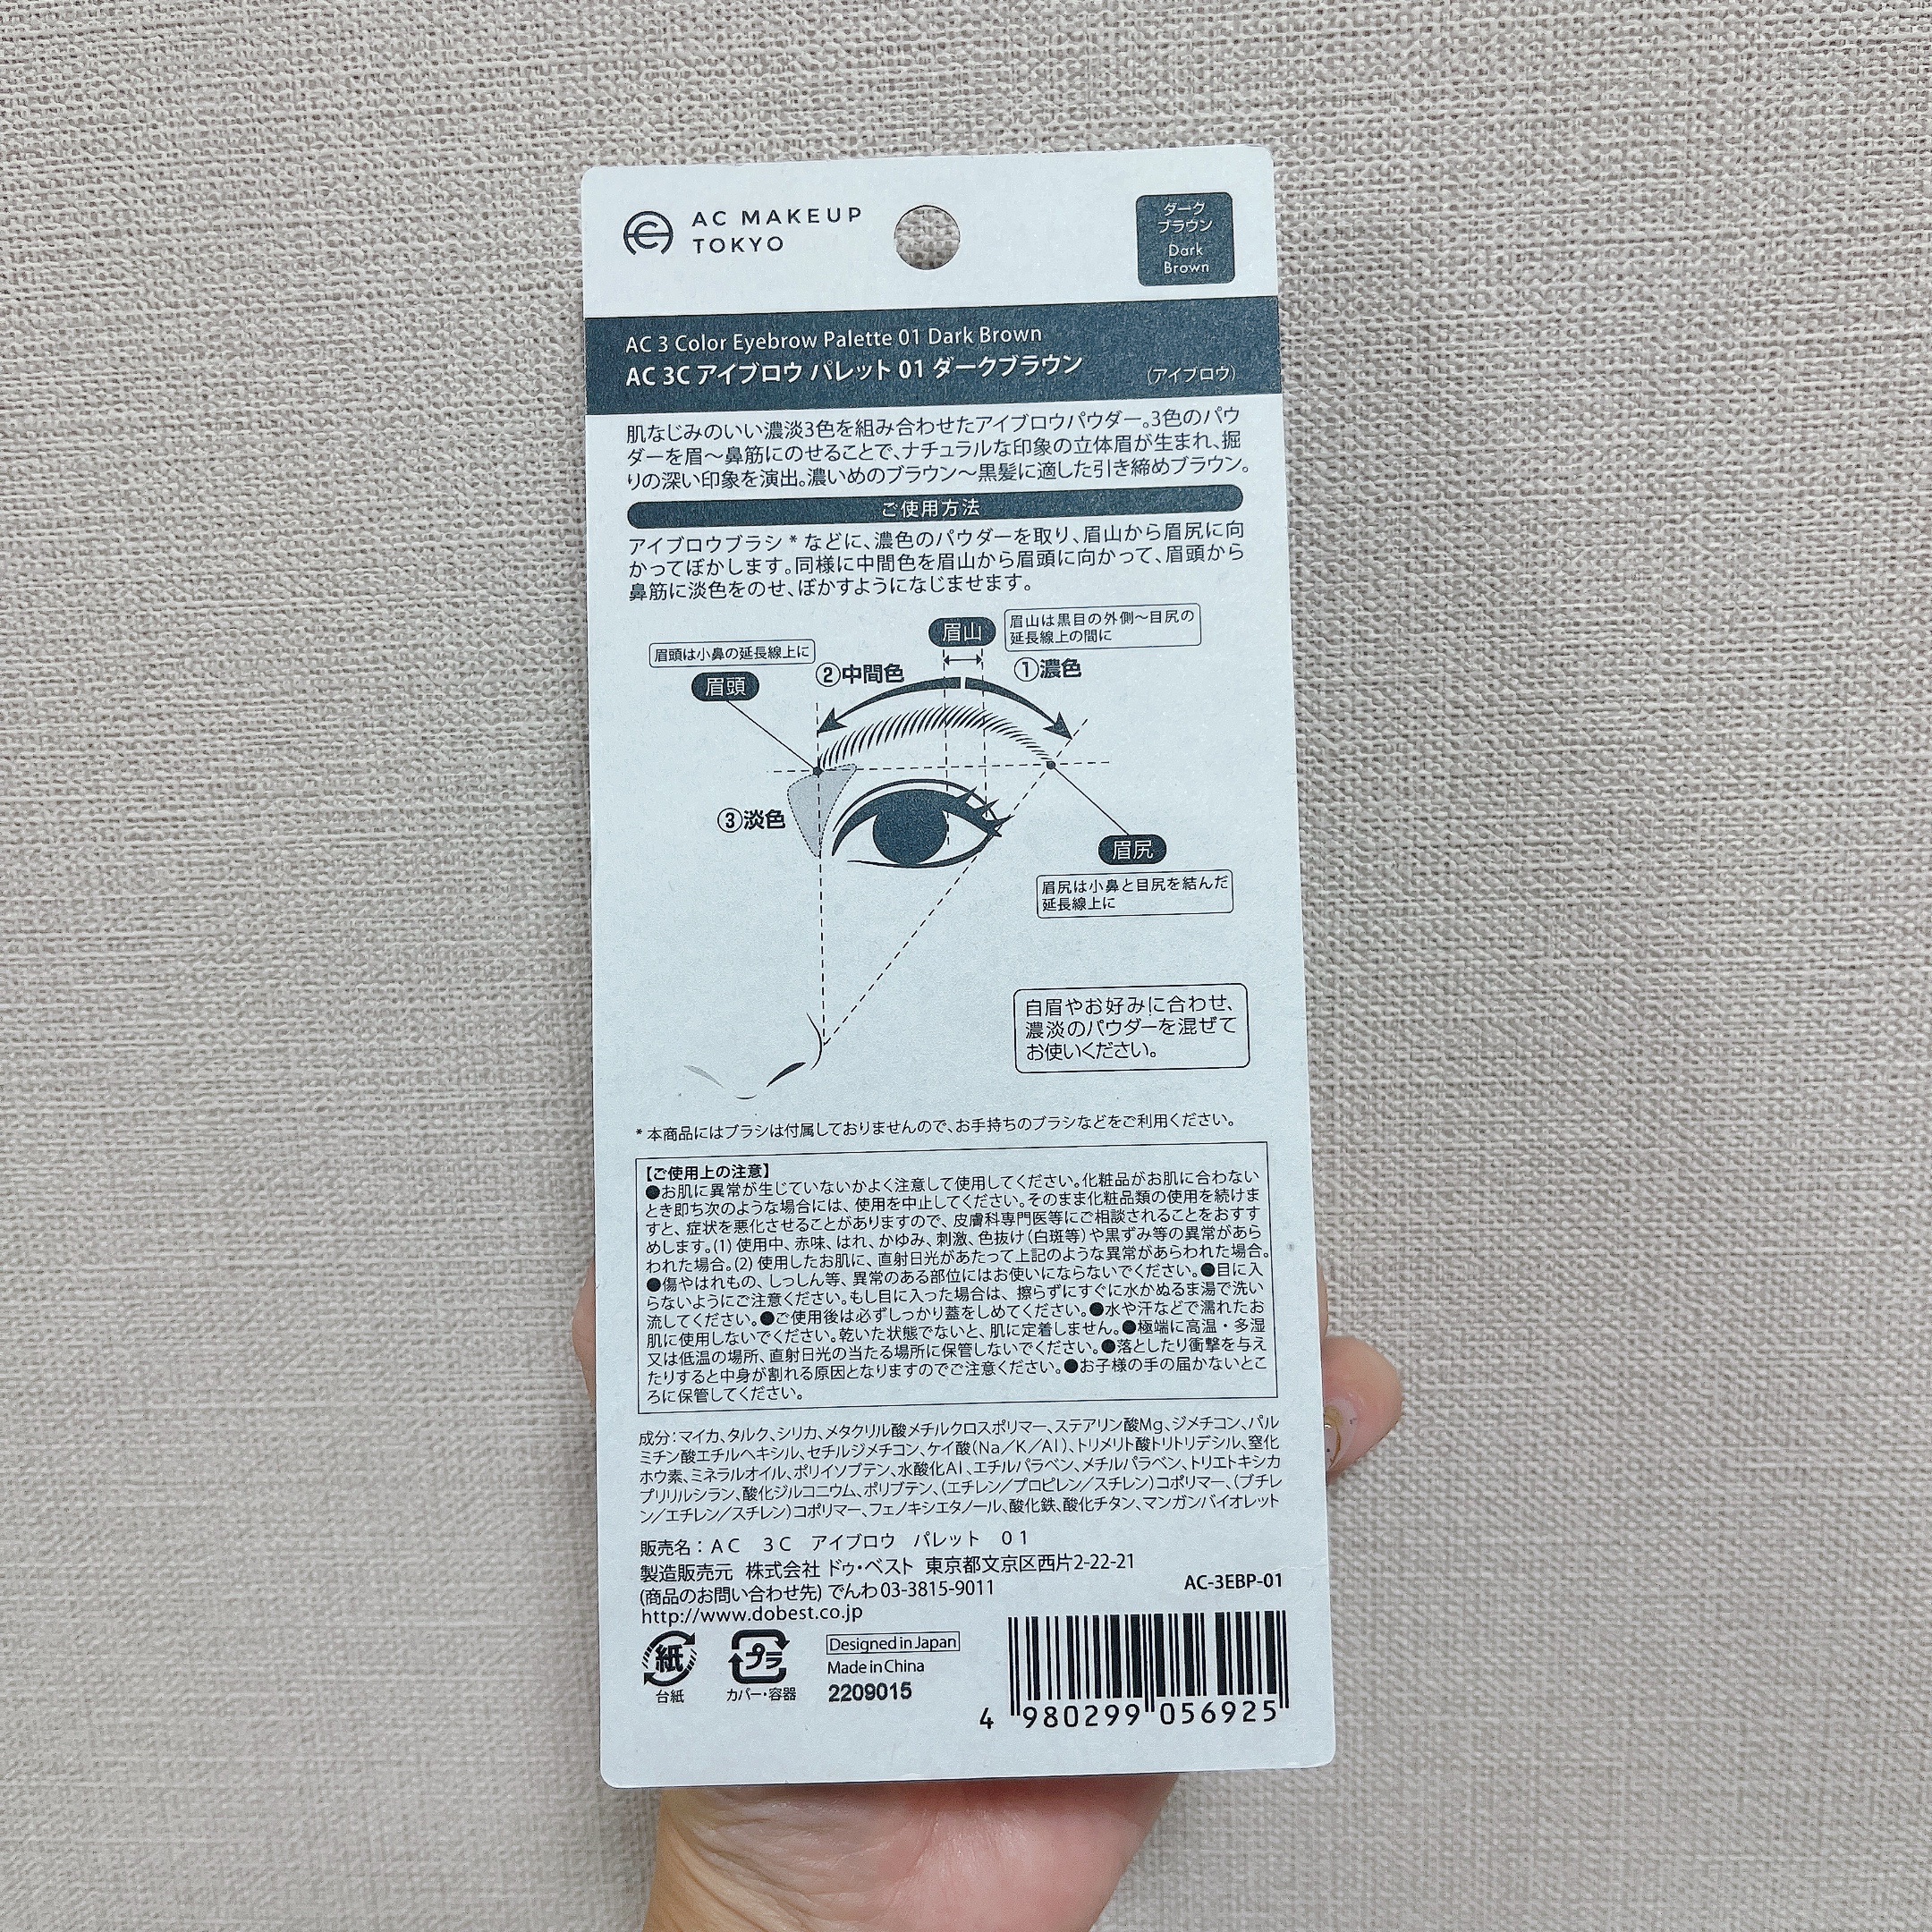 AC MAKEUP
TOKYO
ダーク
ブラウン
Dark
Brown
AC 3 Color Eyebrow Palette 01 Dark Brown
AC 3C アイブロウ パレット 01 ダークブラウン
(アイブロウ)
肌なじみのいい濃淡3色を組み合わせたアイブロウパウダー。3色のパウ
ダーを眉〜鼻筋にのせることで、ナチュラルな印象の立体眉が生まれ、掘
りの深い印象を演出。濃いめのブラウン〜黒髪に適した引き締めブラウン。
ご使用方法
アイブロウブラシ * などに、濃色のパウダーを取り、眉山から眉尻に向
かってぼかします。同様に中間色を眉山から眉頭に向かって、眉頭から
鼻筋に淡色をのせ、ぼかすようになじませます。
眉山
眉山は黒目の外側〜目尻の
延長線上の間に
眉頭は小鼻の延長線上に
眉頭
②中間色
①濃色
③淡色
眉尻
眉尻は小鼻と目尻を結んだ
延長線上に
自眉やお好みに合わせ、
濃淡のパウダーを混ぜて
お使いください。
* 本商品にはブラシは付属しておりませんので、お手持ちのブラシなどをご利用ください。
【ご使用上の注意】
●お肌に異常が生じていないかよく注意して使用してください。化粧品がお肌に合わない
とき即ち次のような場合には、使用を中止してください。そのまま化粧品類の使用を続けま
すと、症状を悪化させることがありますので、皮膚科専門医等にご相談されることをおすす
めします。(1) 使用中、赤味、はれ、かゆみ、刺激、色抜け(白斑等)や黒ずみ等の異常があら
われた場合。(2) 使用したお肌に、直射日光があたって上記のような異常があらわれた場合。
●傷やはれもの、しっしん等、異常のある部位にはお使いにならないでください。●目に入
らないようにご注意ください。もし目に入った場合は、擦らずにすぐに水かぬるま湯で洗い
流してください。●ご使用後は必ずしっかり蓋をしめてください。●水や汗などで濡れたお
肌に使用しないでください。乾いた状態でないと、肌に定着しません。●極端に高温・多湿
又は低温の場所、直射日光の当たる場所に保管しないでください。●落としたり衝撃を与え
たりすると中身が割れる原因となりますのでご注意ください。●お子様の手の届かないとこ
ろに保管してください。
成分:マイカ、タルク、シリカ、メタクリル酸メチルクロスポリマー、ステアリン酸Mg、ジメチコン、パル
ミチン酸エチルヘキシル、セチルジメチコン、ケイ酸(Na/K/Al)、トリメリト酸トリトリデシル、窒化
ホウ素、ミネラルオイル、ポリイソブテン、水酸化Al、エチルパラベン、メチルパラベン、トリエトキシカ
プリリルシラン、酸化ジルコニウム、ポリブテン、(エチレン/プロピレン/スチレン)コポリマー、(ブチレ
ン/エチレン/スチレン)コポリマー、フェノキシエタノール、酸化鉄、酸化チタン、マンガンバイオレット
販売名:AC 3C アイブロウ パレット 01
製造販売元 株式会社 ドゥ・ベスト 東京都文京区西片2-22-21
(商品のお問い合わせ先) でんわ 03-3815-9011
http://www.dobest.co.jp
AC-3EBP-01
紙
台紙
プラ
カバー・容器
Designed in Japan
Made in China
2209015
4 980299 056925